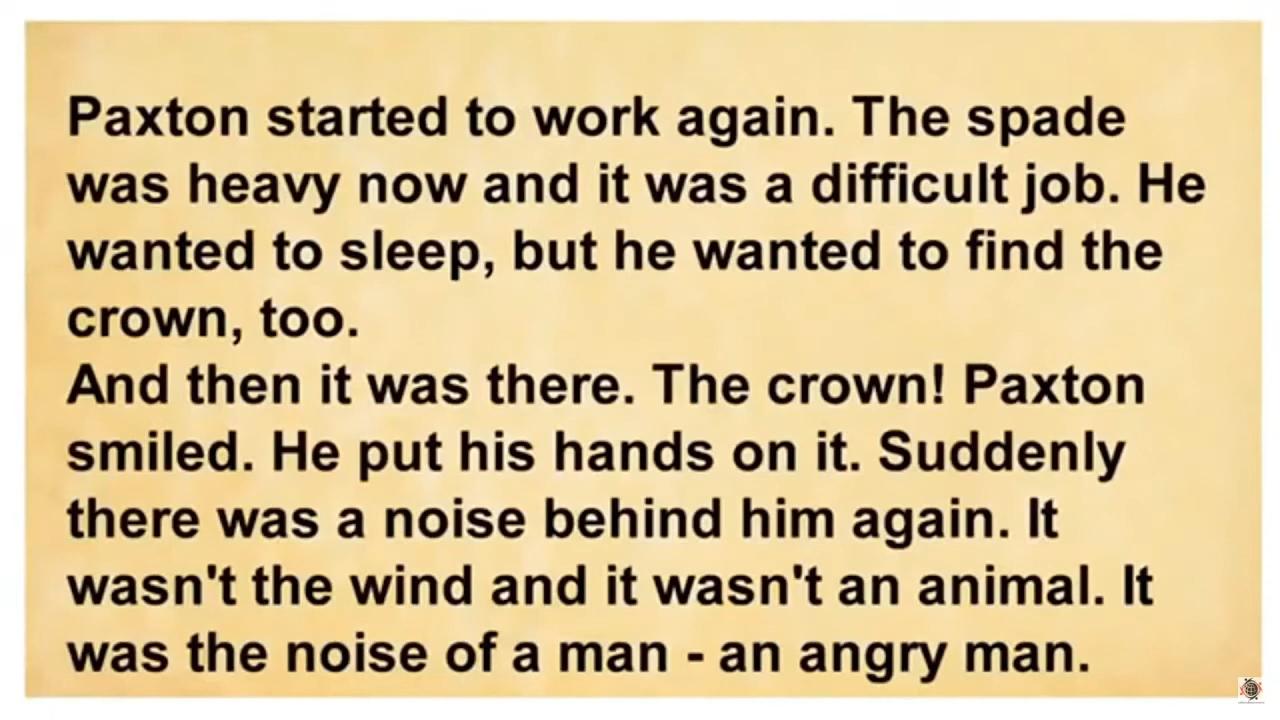 Paxton started to work again. The spade
was heavy now and it was a difficult job. He
wanted to sleep, but he wanted to find the
crown, too.
And then it was there. The crown! Paxton
smiled. He put his hands on it. Suddenly
there was a noise behind him again. It
wasn't the wind and it wasn't an animal. It
was the noise of a man - an angry man.